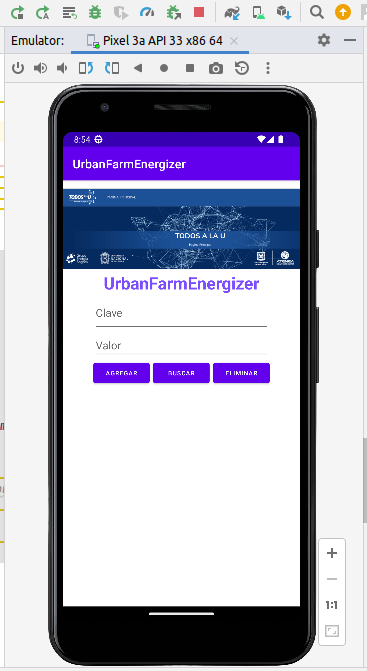 Emulator: Pixel 3a API 33 x86 64
8:54
UrbanFarmEnergizer
TODOS A LA U
UrbanFarmEnergizer
Clave
Valor
AGREGAR BUSCAR ELIMINAR
1:1